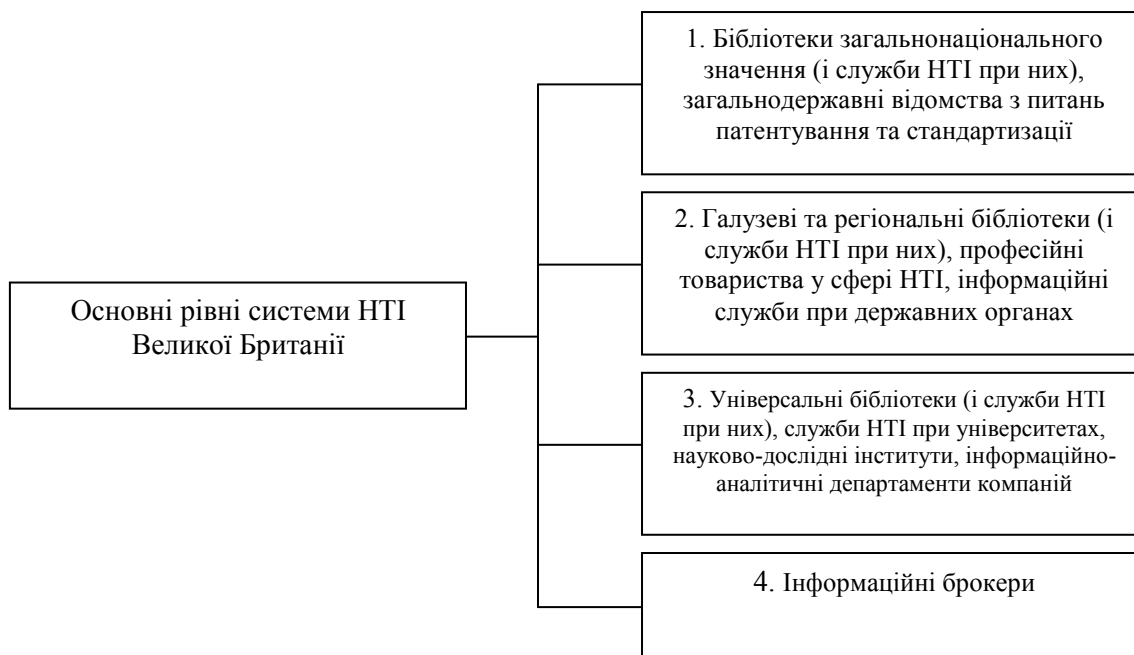 1. Бібліотеки загальнонаціонального
значення (і служби НТІ при них),
загальнодержавні відомства з питань
патентування та стандартизації
2. Галузеві та регіональні бібліотеки (і
служби НТІ при них), професійні
товариства у сфері НТІ, інформаційні
служби при державних органах
Основні рівні системи НТІ
Великої Британії
3. Універсальні бібліотеки (і служби НТІ
при них), служби НТІ при університетах,
науково-дослідні інститути, інформаційно-
аналітичні департаменти компаній
4. Інформаційні брокери